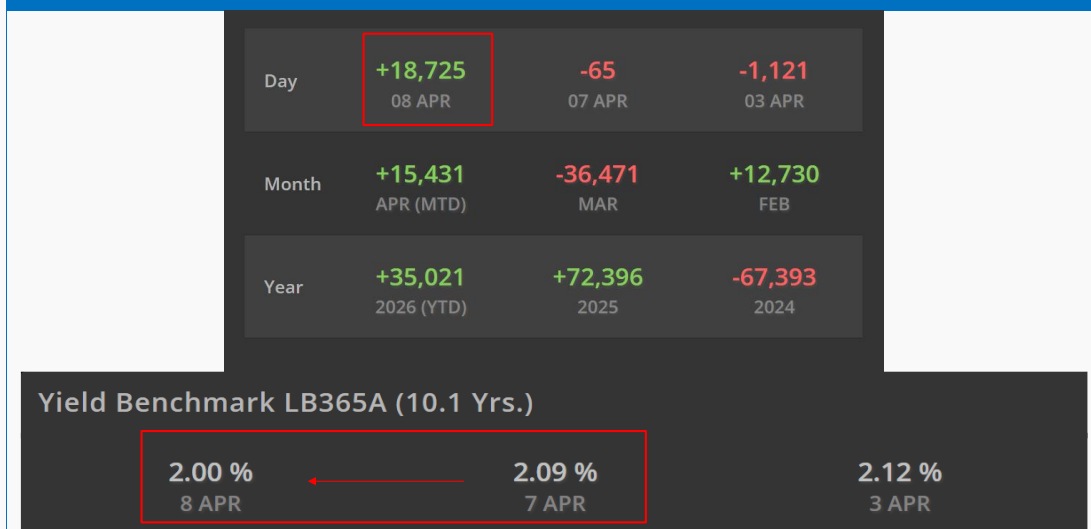 Day +18,725 -65 -1,121
08 APR 07 APR 03 APR
Month +15,431 -36,471 +12,730
APR (MTD) MAR FEB
Year +35,021 +72,396 -67,393
2026 (YTD) 2025 2024
Yield Benchmark LB365A (10.1 Yrs.)
2.00 % 2.09 % 2.12 %
8 APR 7 APR 3 APR